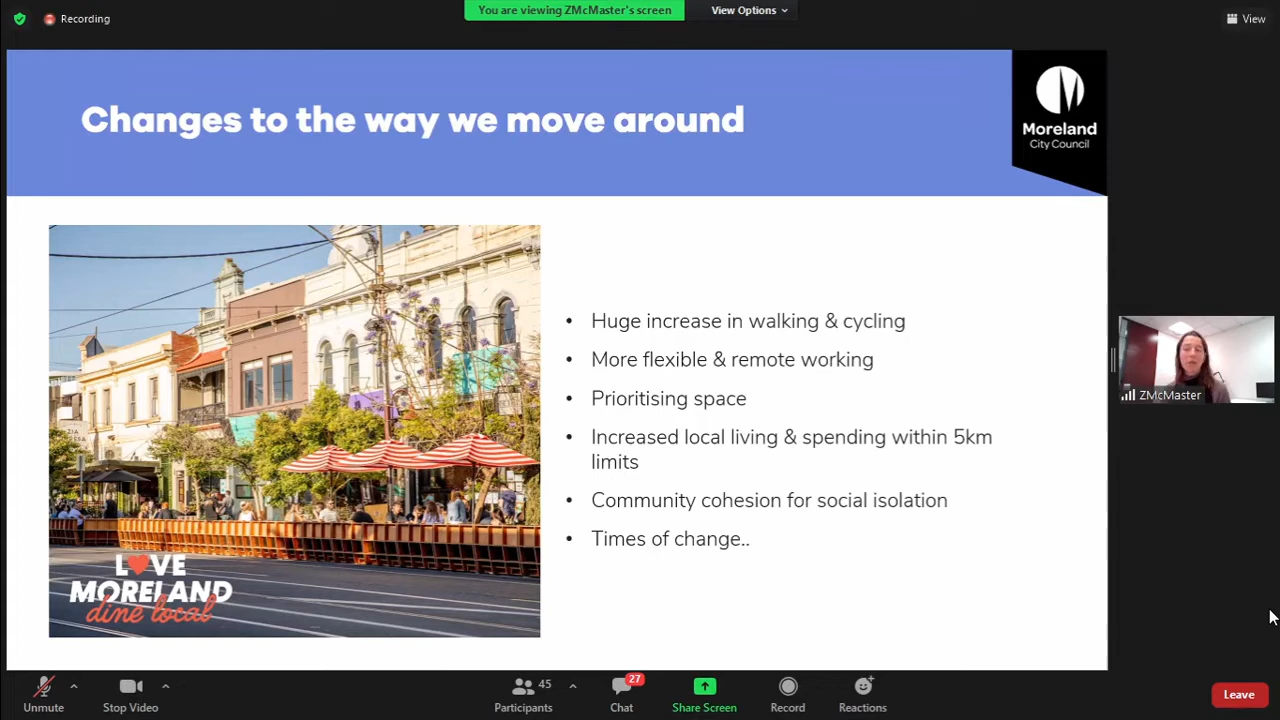 Recording
You are viewing ZMcMaster's screen
View Options
View
Changes to the way we move around
Moreland
City Council
Huge increase in walking & cycling
More flexible & remote working
Prioritising space
Increased local living & spending within 5km
limits
Community cohesion for social isolation
Times of change..
LOVE
MORELAND
dine local
ZMcMaster
Unmute
Stop Video
45
Participants
27
Chat
Share Screen
Record
Reactions
Leave